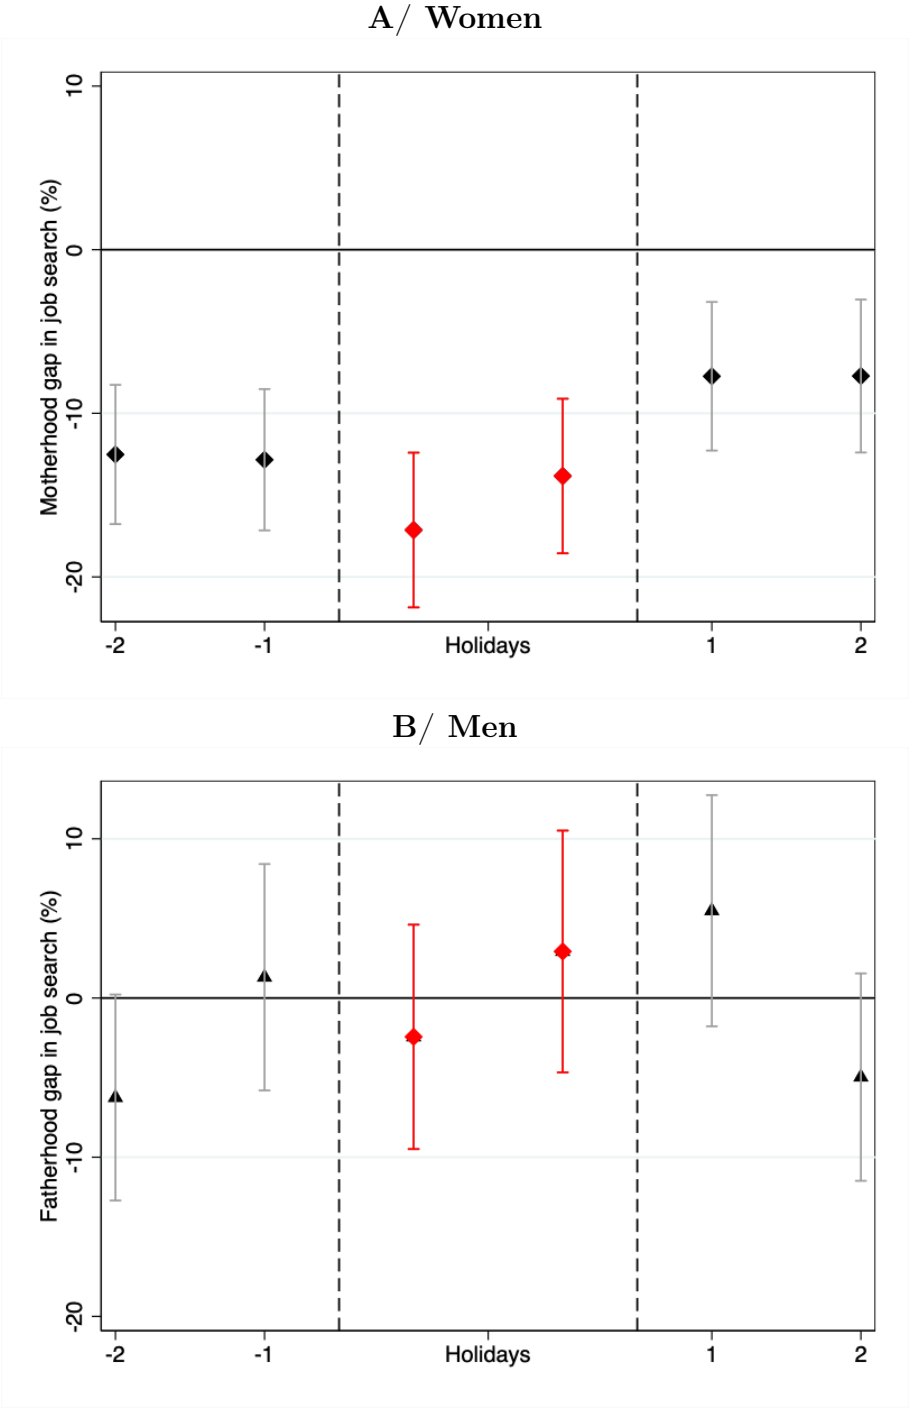 A/ Women
Motherhood gap in job search (%)
10
0
-10
-20
-2 -1 Holidays 1 2
B/ Men
Fatherhood gap in job search (%)
10
0
-10
-20
-2 -1 Holidays 1 2